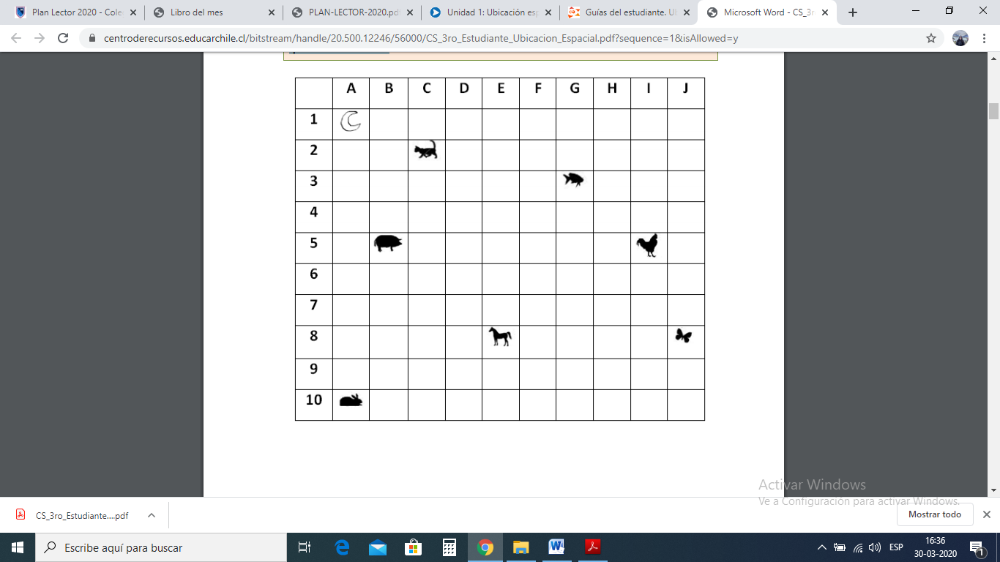 Plan Lector 2020 - Cole
Libro del mes
PLAN-LECTOR-2020.pdf
Unidad 1: Ubicación esp
Guías del estudiante. U
Microsoft Word - CS_3r
centroderecursos.educarchile.cl/bitstream/handle/20.500.12246/56000/CS_3ro_Estudiante_Ubicacion_Espacial.pdf?sequence=1&isAllowed=y
A B C D E F G H I J
1
2
3
4
5
6
7
8
9
10
Activar Windows
Ve a Configuración para activar Windows.
CS_3ro_Estudiante....pdf
Mostrar todo
Escribe aquí para buscar
ESP
16:36
30-03-2020
1